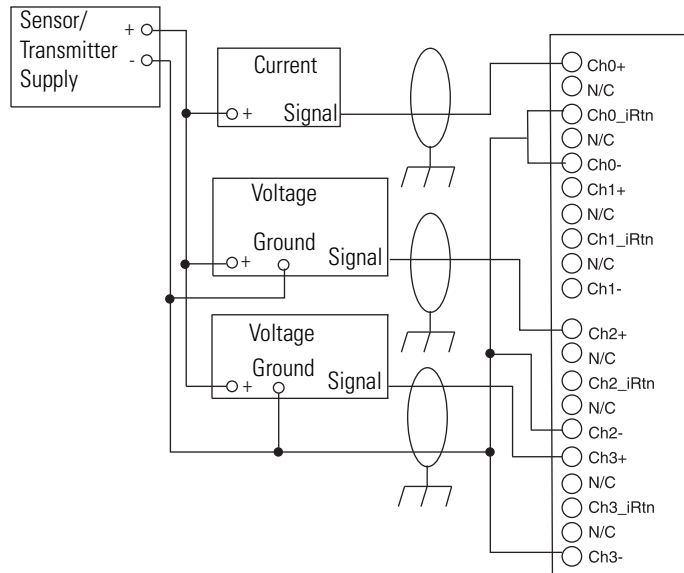 Sensor/
Transmitter
Supply
+
-
Current
+
Signal
Voltage
Ground
+
Signal
Voltage
Ground
+
Signal
Ch0+
N/C
Ch0_iRtn
N/C
Ch0-
Ch1+
N/C
Ch1_iRtn
N/C
Ch1-
Ch2+
N/C
Ch2_iRtn
N/C
Ch2-
Ch3+
N/C
Ch3_iRtn
N/C
Ch3-